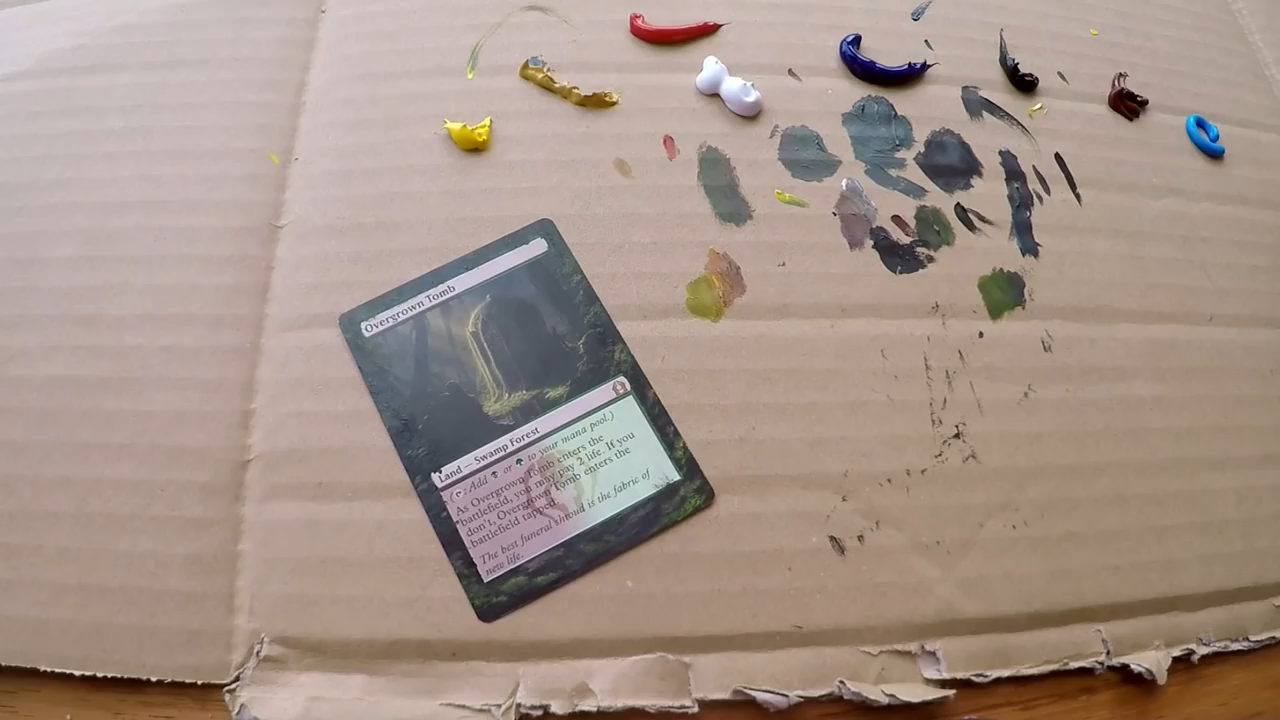 Overgrown Tomb
Land — Swamp Forest
(: Add or to your mana pool.)
As Overgrown Tomb enters the
battlefield, you may pay 2 life. If you
don't, Overgrown Tomb enters the
battlefield tapped.
The best funeral shroud is the fabric of
new life.